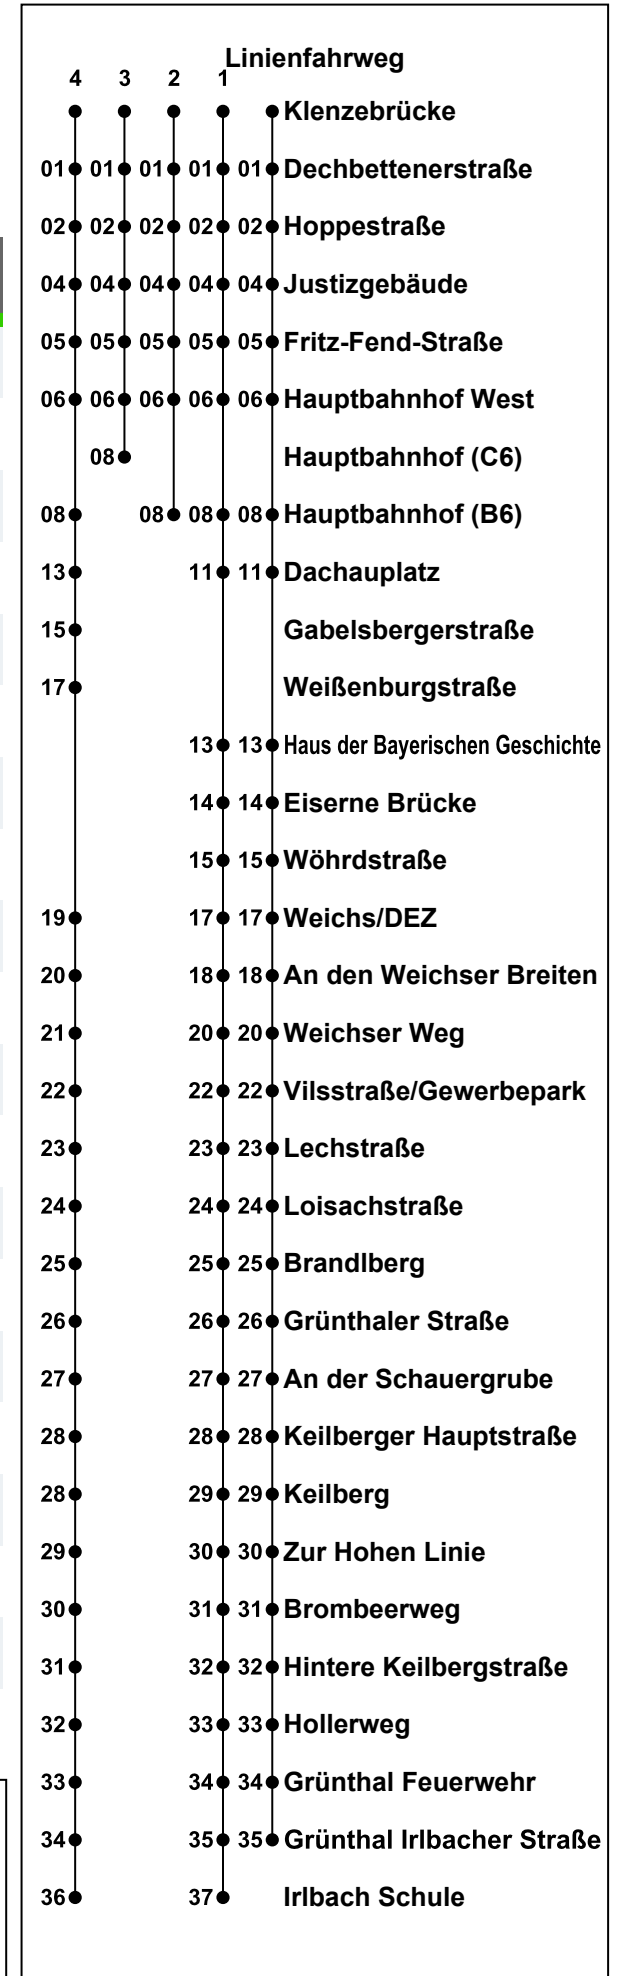 Linienfahrweg
4 3 2 1
Klenzebrücke
01 01 01 01 01 Dechbettenerstraße
02 02 02 02 02 Hoppestraße
04 04 04 04 04 Justizgebäude
05 05 05 05 05 Fritz-Fend-Straße
06 06 06 06 06 Hauptbahnhof West
08 Hauptbahnhof (C6)
08 08 08 08 Hauptbahnhof (B6)
13 11 11 Dachauplatz
15 Gabelsbergerstraße
17 Weißenburgstraße
13 13 Haus der Bayerischen Geschichte
14 14 Eiserne Brücke
15 15 Wöhrdstraße
19 17 17 Weichs/DEZ
20 18 18 An den Weichser Breiten
21 20 20 Weichser Weg
22 22 22 Vilsstraße/Gewerbepark
23 23 23 Lechstraße
24 24 24 Loisachstraße
25 25 25 Brandlberg
26 26 26 Grünthaler Straße
27 27 27 An der Schauergrube
28 28 28 Keilberger Hauptstraße
28 29 29 Keilberg
29 30 30 Zur Hohen Linie
30 31 31 Brombeerweg
31 32 32 Hintere Keilbergstraße
32 33 33 Hollerweg
33 34 34 Grünthal Feuerwehr
34 35 35 Grünthal Irlbacher Straße
36 37 Irlbach Schule